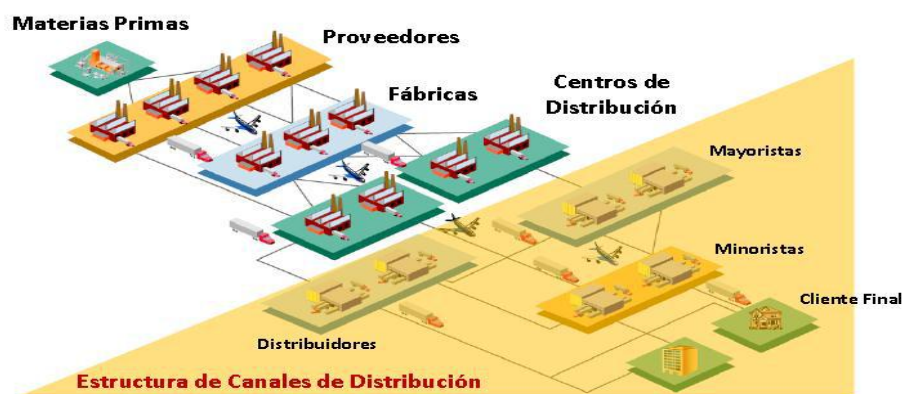 Materias Primas
Proveedores
Fábricas
Centros de
Distribución
Mayoristas
Minoristas
Cliente Final
Distribuidores
Estructura de Canales de Distribución